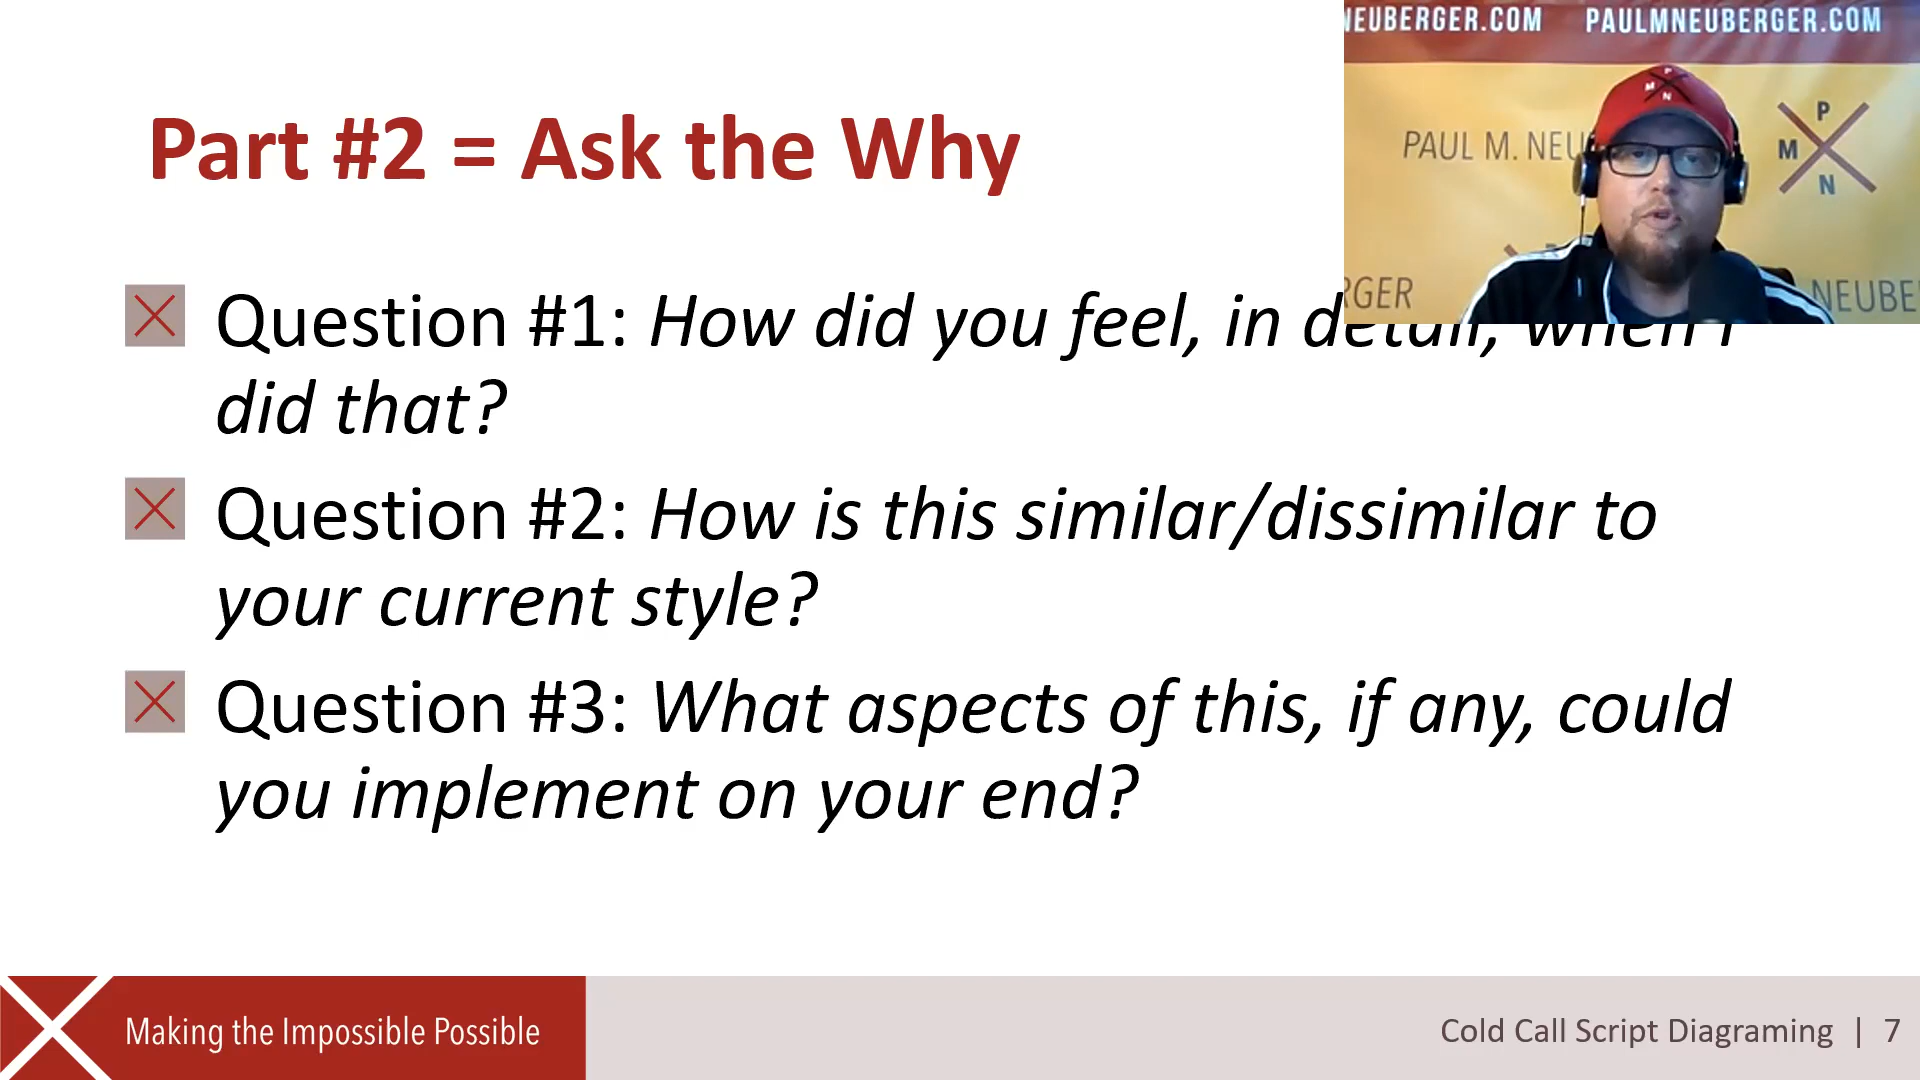 NEUBERGER.COM PAULMNEUBERGER.COM
Part #2 = Ask the Why
PAUL M. NEU
P
M
N
M N
P
RGER
NEUBE
Question #1: How did you feel, in detail, when I
did that?
Question #2: How is this similar/dissimilar to
your current style?
Question #3: What aspects of this, if any, could
you implement on your end?
Making the Impossible Possible
Cold Call Script Diagraming | 7